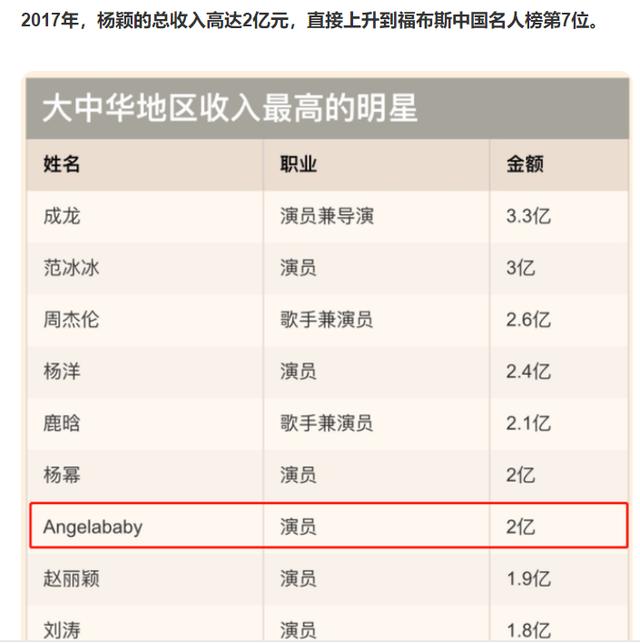 2017年，杨颖的总收入高达2亿元，直接上升到福布斯中国名人榜第7位。
大中华地区收入最高的明星
姓名 职业 金额
成龙 演员兼导演 3.3亿
范冰冰 演员 3亿
周杰伦 歌手兼演员 2.6亿
杨洋 演员 2.4亿
鹿晗 歌手兼演员 2.1亿
杨幂 演员 2亿
Angelababy 演员 2亿
赵丽颖 演员 1.9亿
刘涛 演员 1.8亿